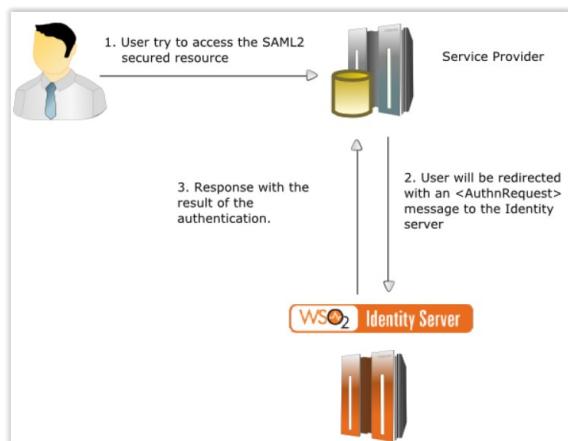 1. User try to access the SAML2
secured resource
Service Provider
3. Response with the
result of the
authentication.
2. User will be redirected
with an <AuthnRequest>
message to the Identity
server
WSO2 Identity Server